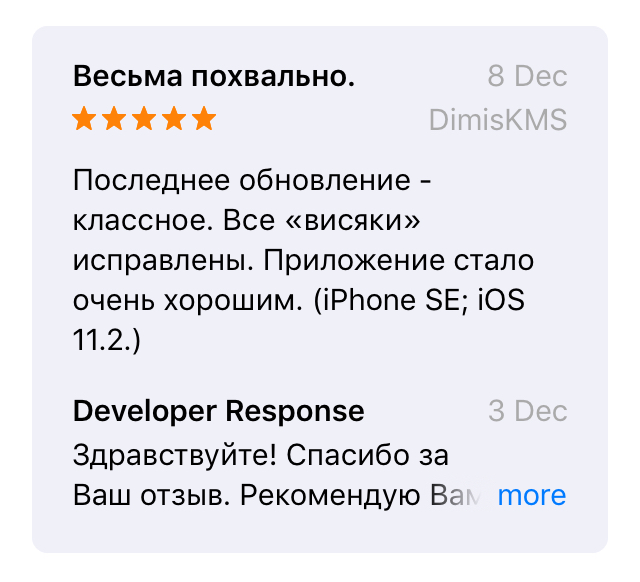 Весьма похвально.
8 Dec
DimisKMS
Последнее обновление -
классное. Все «висяки»
исправлены. Приложение стало
очень хорошим. (iPhone SE; iOS
11.2.)
Developer Response
3 Dec
Здравствуйте! Спасибо за
Ваш отзыв. Рекомендую Вам more